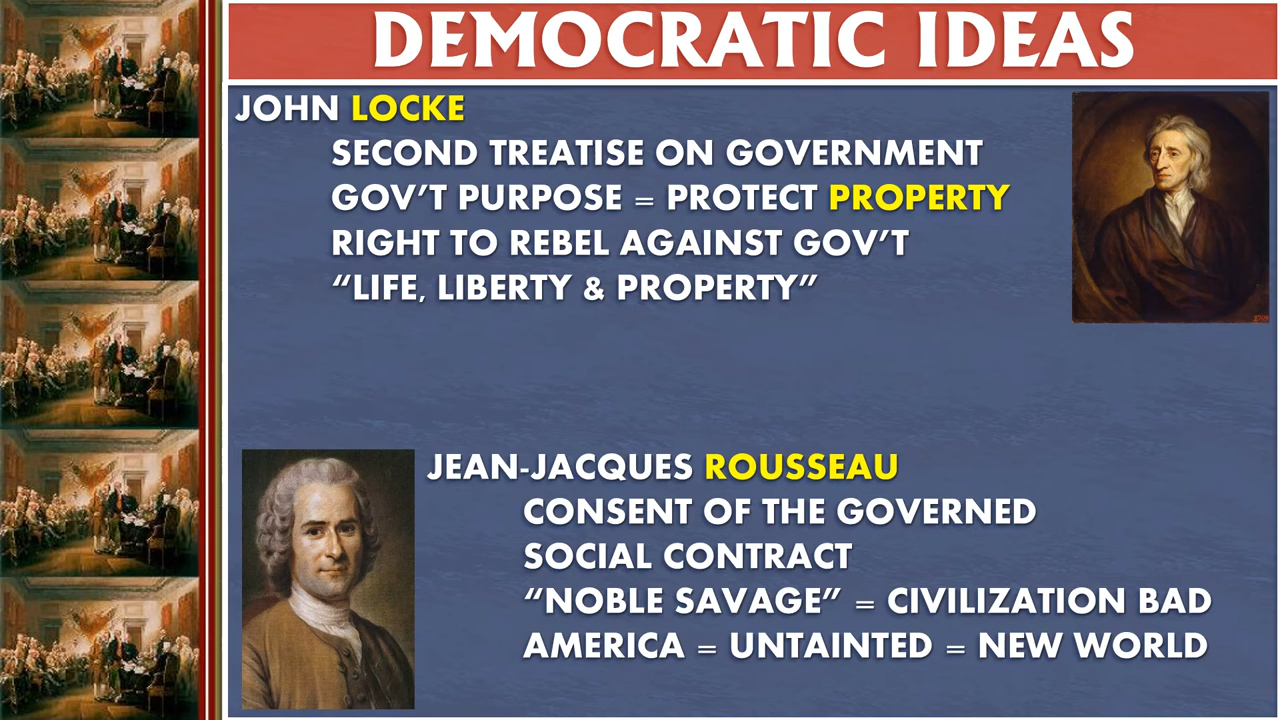 DEMOCRATIC IDEAS
JOHN LOCKE
SECOND TREATISE ON GOVERNMENT
GOV’T PURPOSE = PROTECT PROPERTY
RIGHT TO REBEL AGAINST GOV’T
“LIFE, LIBERTY & PROPERTY”
JEAN-JACQUES ROUSSEAU
CONSENT OF THE GOVERNED
SOCIAL CONTRACT
“NOBLE SAVAGE” = CIVILIZATION BAD
AMERICA = UNTAINTED = NEW WORLD